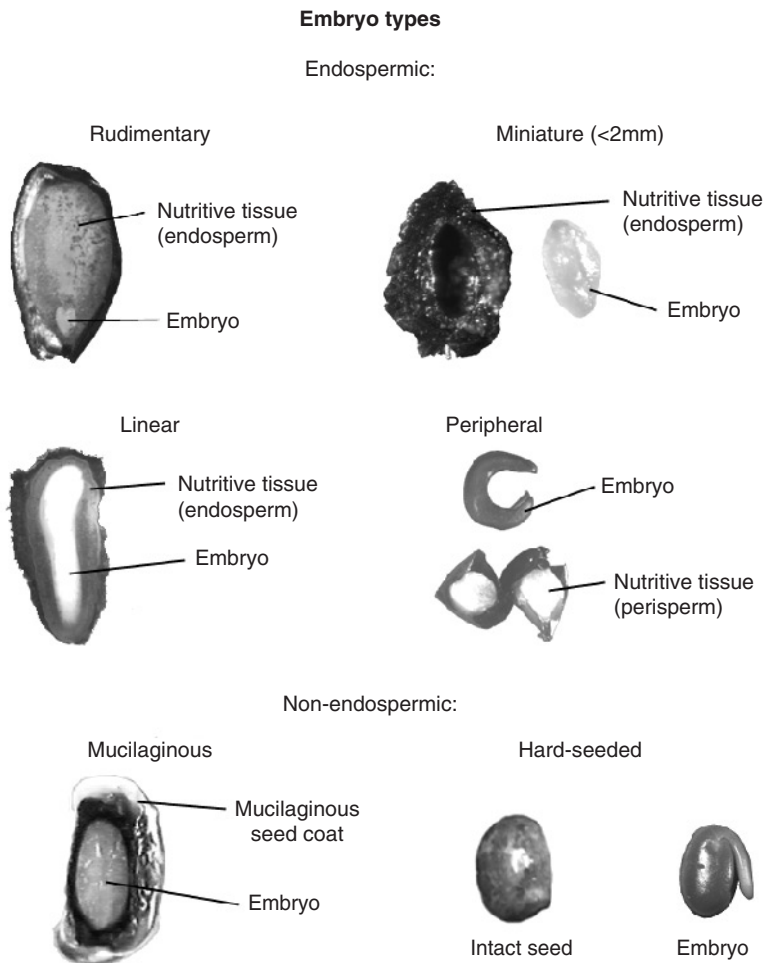 Embryo types
Endospermic:
Rudimentary
Nutritive tissue
(endosperm)
Embryo
Miniature (<2mm)
Nutritive tissue
(endosperm)
Embryo
Linear
Nutritive tissue
(endosperm)
Embryo
Peripheral
Embryo
Nutritive tissue
(perisperm)
Non-endospermic:
Mucilaginous
Mucilaginous
seed coat
Embryo
Hard-seeded
Intact seed
Embryo